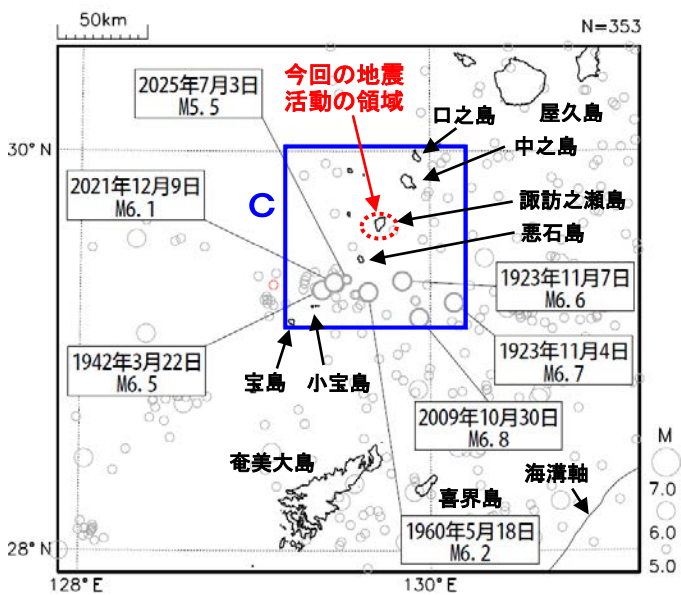 50km
N=353
2025年7月3日
M5.5
今回の地震
活動の領域
口之島
屋久島
30°N
中之島
2021年12月9日
M6.1
C
諏訪之瀬島
悪石島
1923年11月7日
M6.6
1942年3月22日
M6.5
宝島
小宝島
1923年11月4日
M6.7
2009年10月30日
M6.8
奄美大島
喜界島
海溝軸
M
7.0
6.0
5.0
1960年5月18日
M6.2
28°N
128°E
130°E